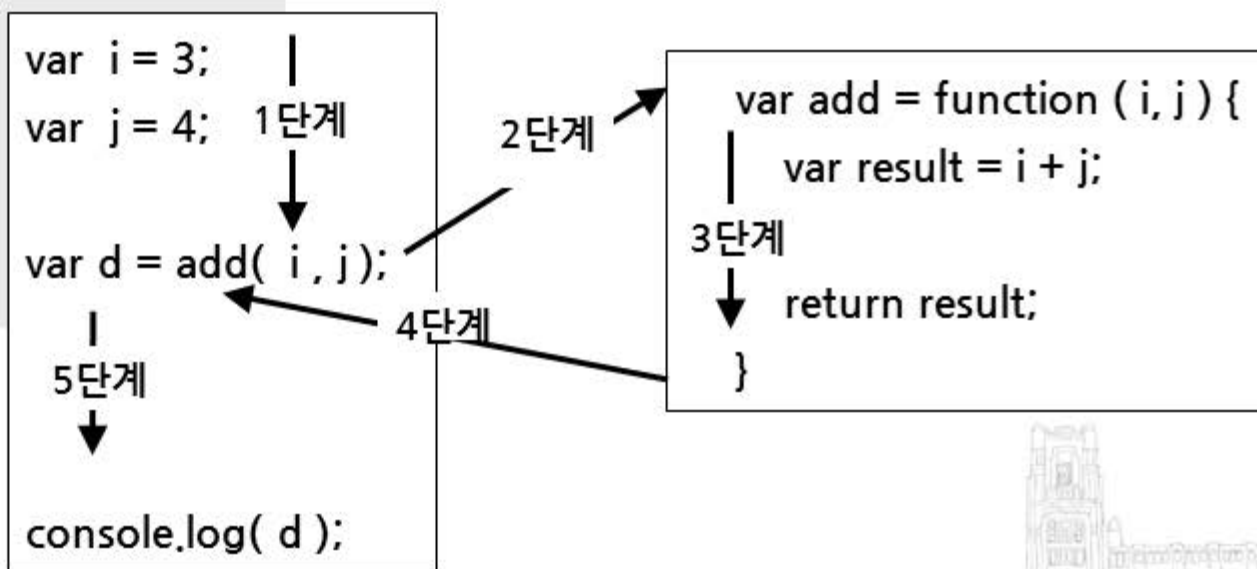 var i = 3;
var j = 4;
1단계
var d = add( i , j );
5단계
console.log( d );
2단계
4단계
var add = function ( i, j ) {
var result = i + j;
3단계
return result;
}